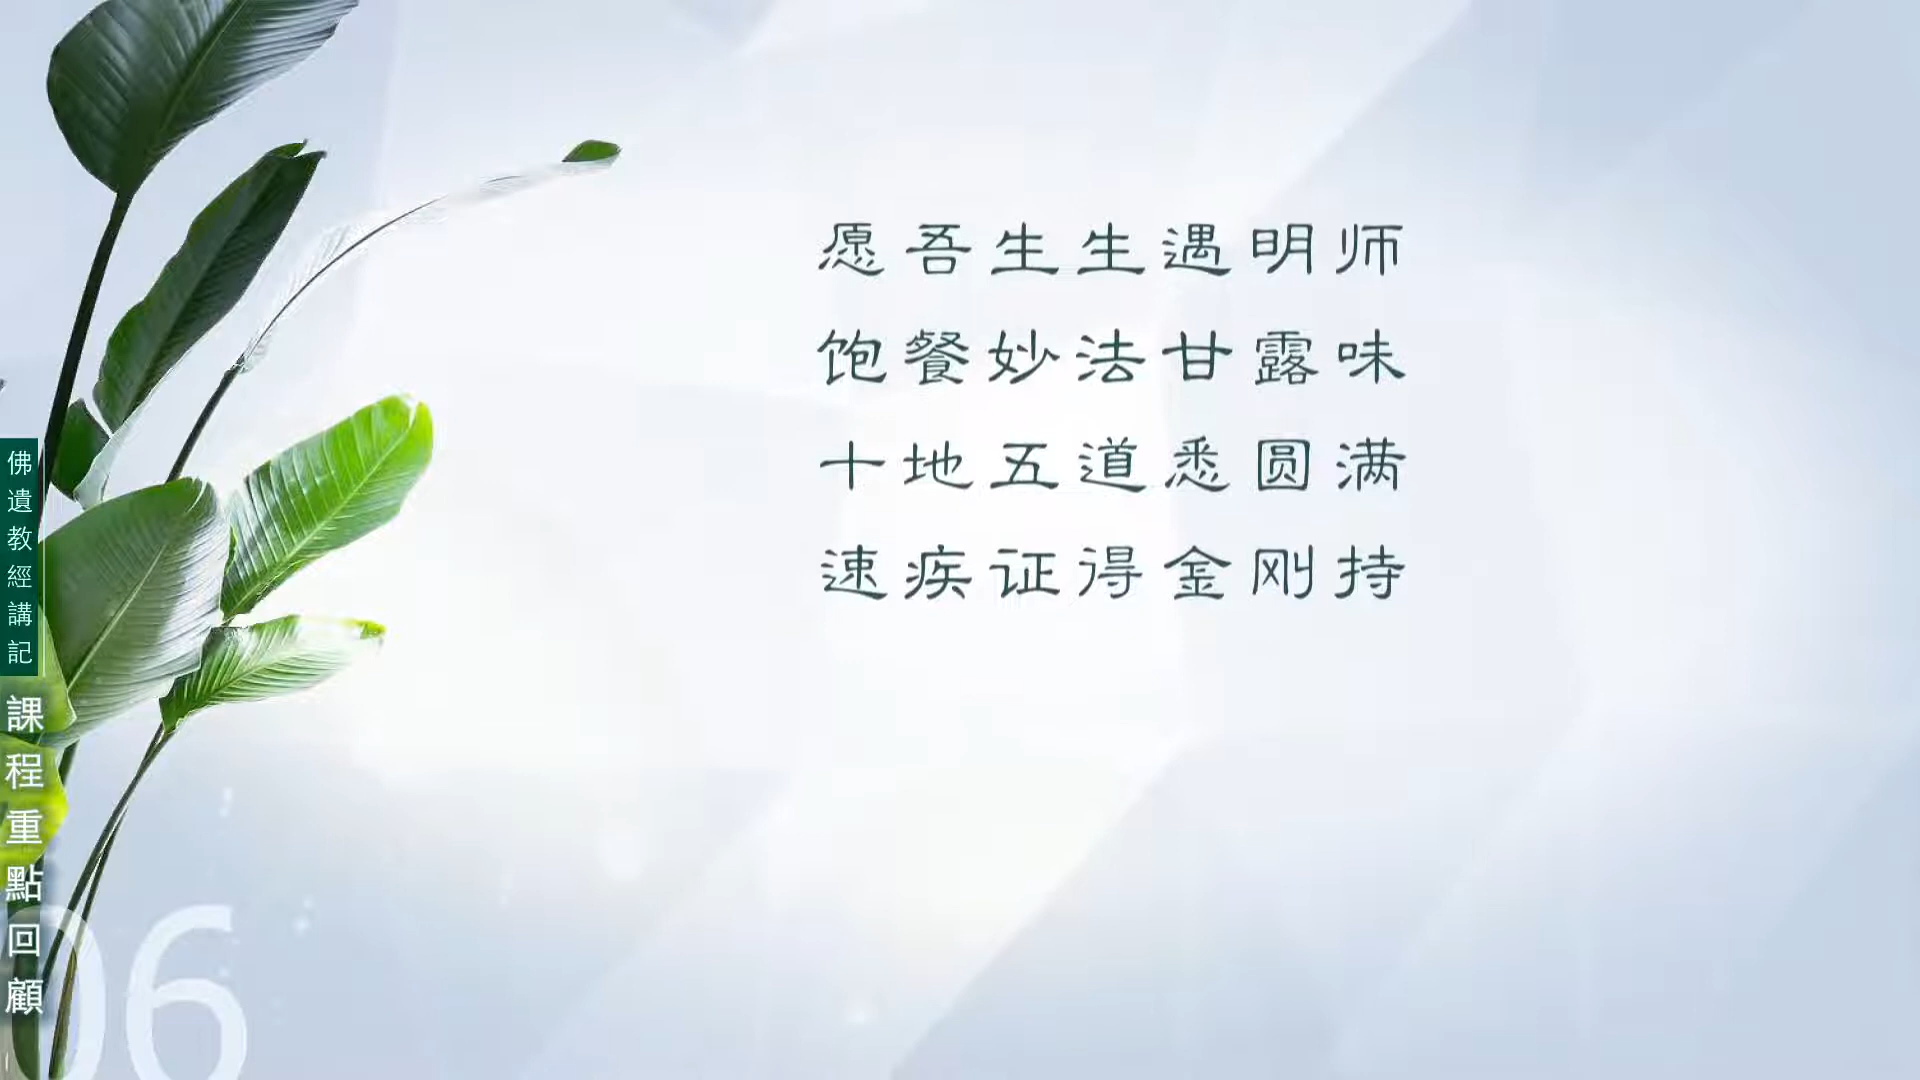 愿吾生生遇明师
饱餐妙法甘露味
十地五道悉圆满
速疾证得金刚持
佛遺教經講記
課程重點回顧
06